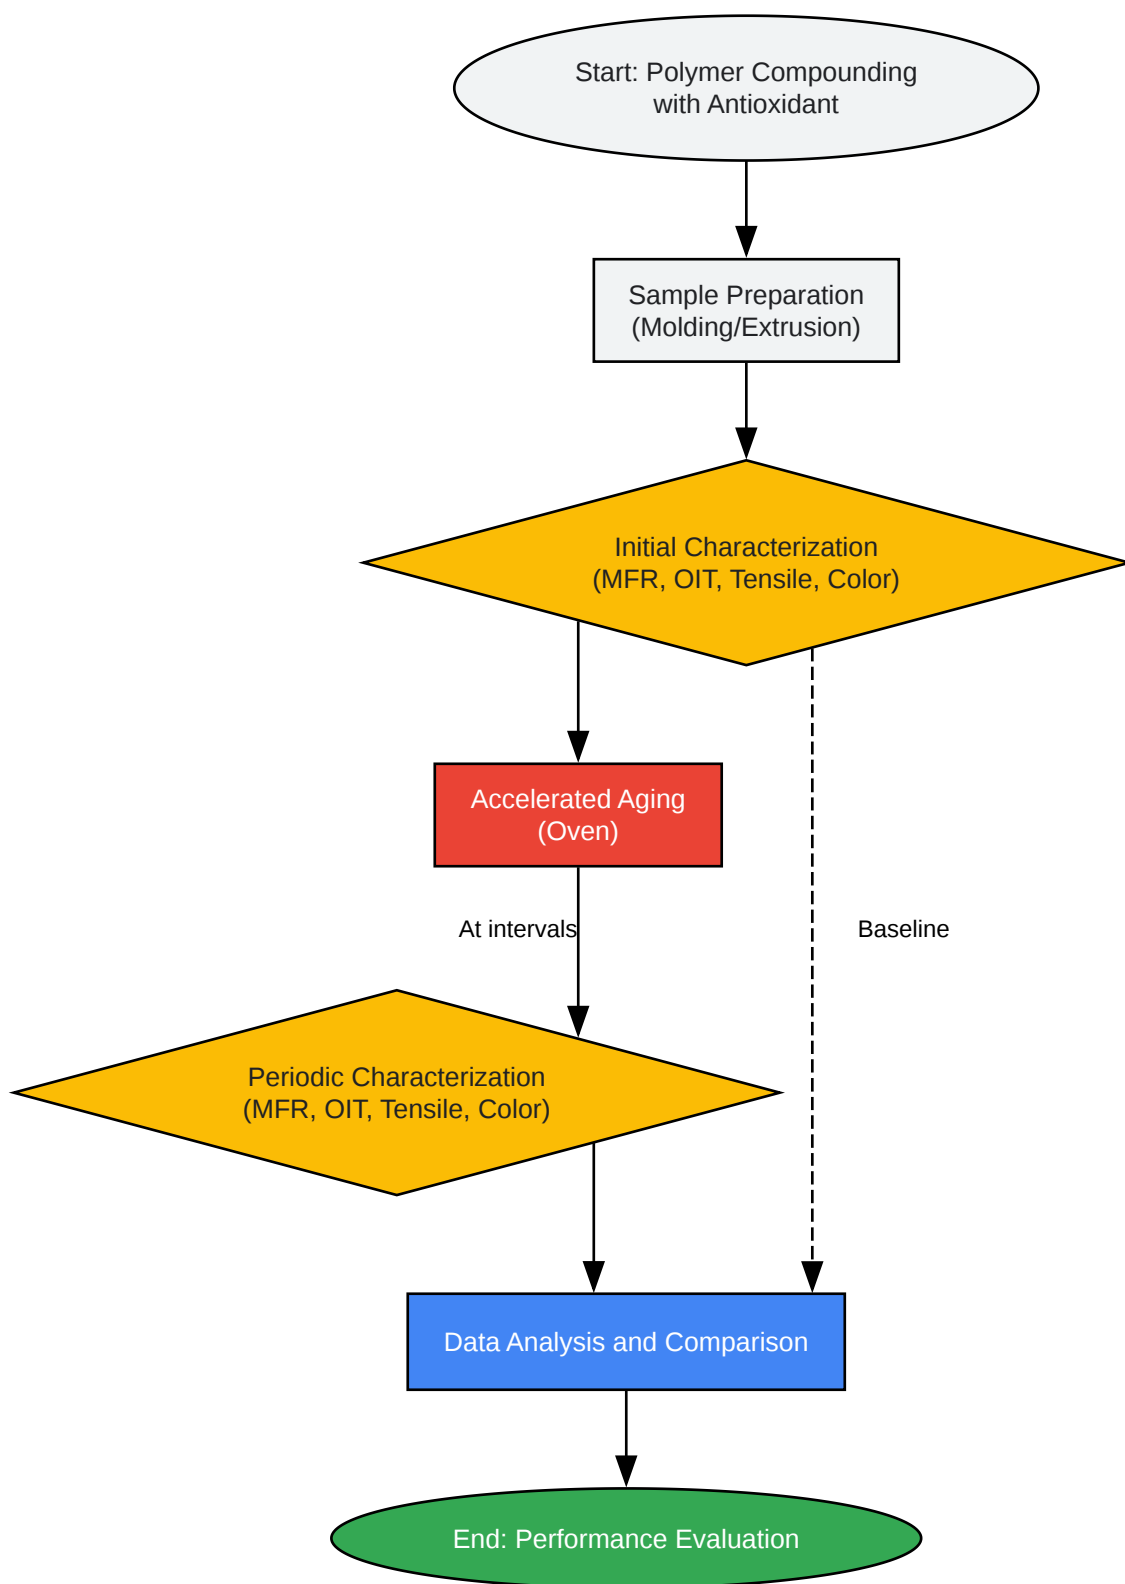 Start: Polymer Compounding
with Antioxidant
Sample Preparation
(Molding/Extrusion)
Initial Characterization
(MFR, OIT, Tensile, Color)
Accelerated Aging
(Oven)
At intervals
Baseline
Periodic Characterization
(MFR, OIT, Tensile, Color)
Data Analysis and Comparison
End: Performance Evaluation